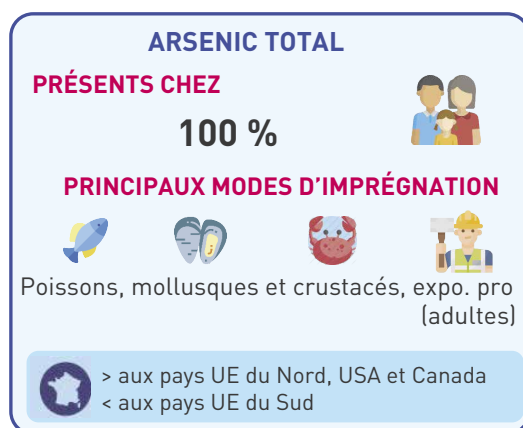 ARSENIC TOTAL
PRÉSENTS CHEZ
100 %
PRINCIPAUX MODES D'IMPRÉGNATION
Poissons, mollusques et crustacés, expo. pro
(adultes)
> aux pays UE du Nord, USA et Canada
< aux pays UE du Sud